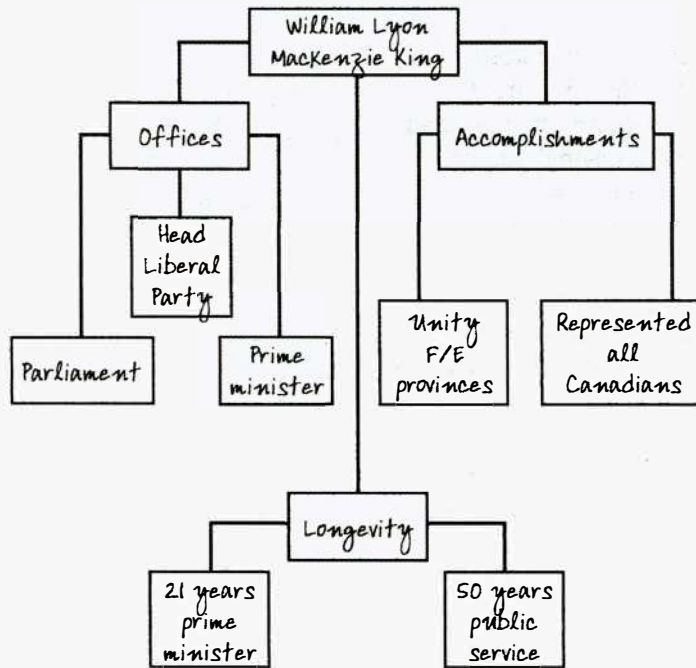 William Lyon
Mackenzie King
Offices
Accomplishments
Head
Liberal
Party
Parliament
Prime
minister
Unity
F/E
provinces
Represented
all
Canadians
Longevity
21 years
prime
minister
50 years
public
service